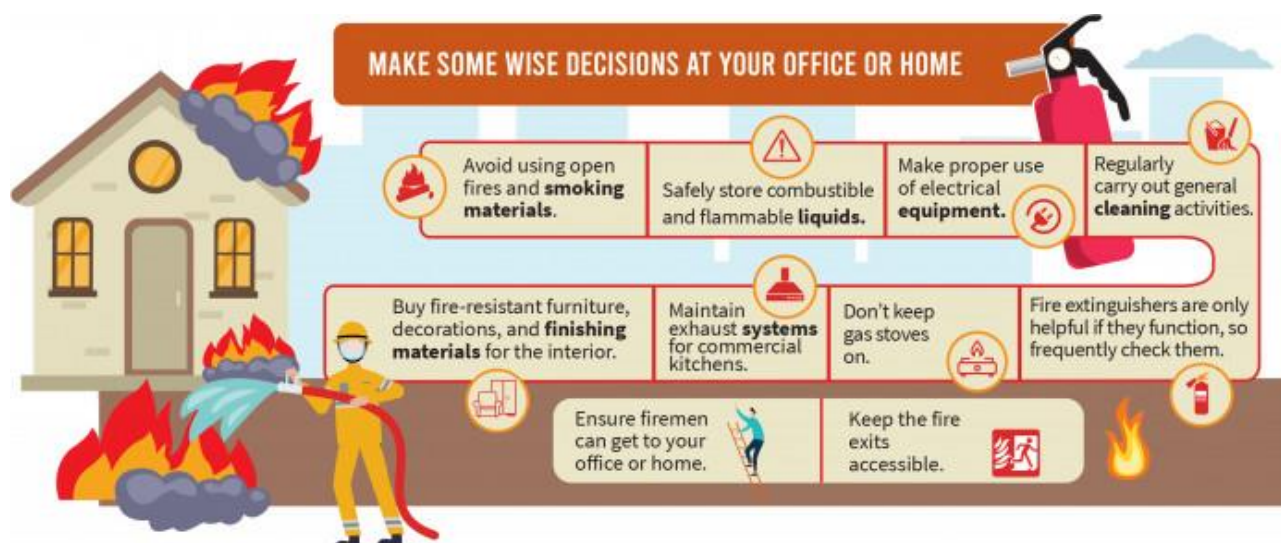 MAKE SOME WISE DECISIONS AT YOUR OFFICE OR HOME
Avoid using open
fires and smoking
materials.
Safely store combustible
and flammable liquids.
Make proper use
of electrical
equipment.
Regularly
carry out general
cleaning activities.
Buy fire-resistant furniture,
decorations, and finishing
materials for the interior.
Maintain
exhaust systems
for commercial
kitchens.
Don't keep
gas stoves
on.
Fire extinguishers are only
helpful if they function, so
frequently check them.
Ensure firemen
can get to your
office or home.
Keep the fire
exits
accessible.